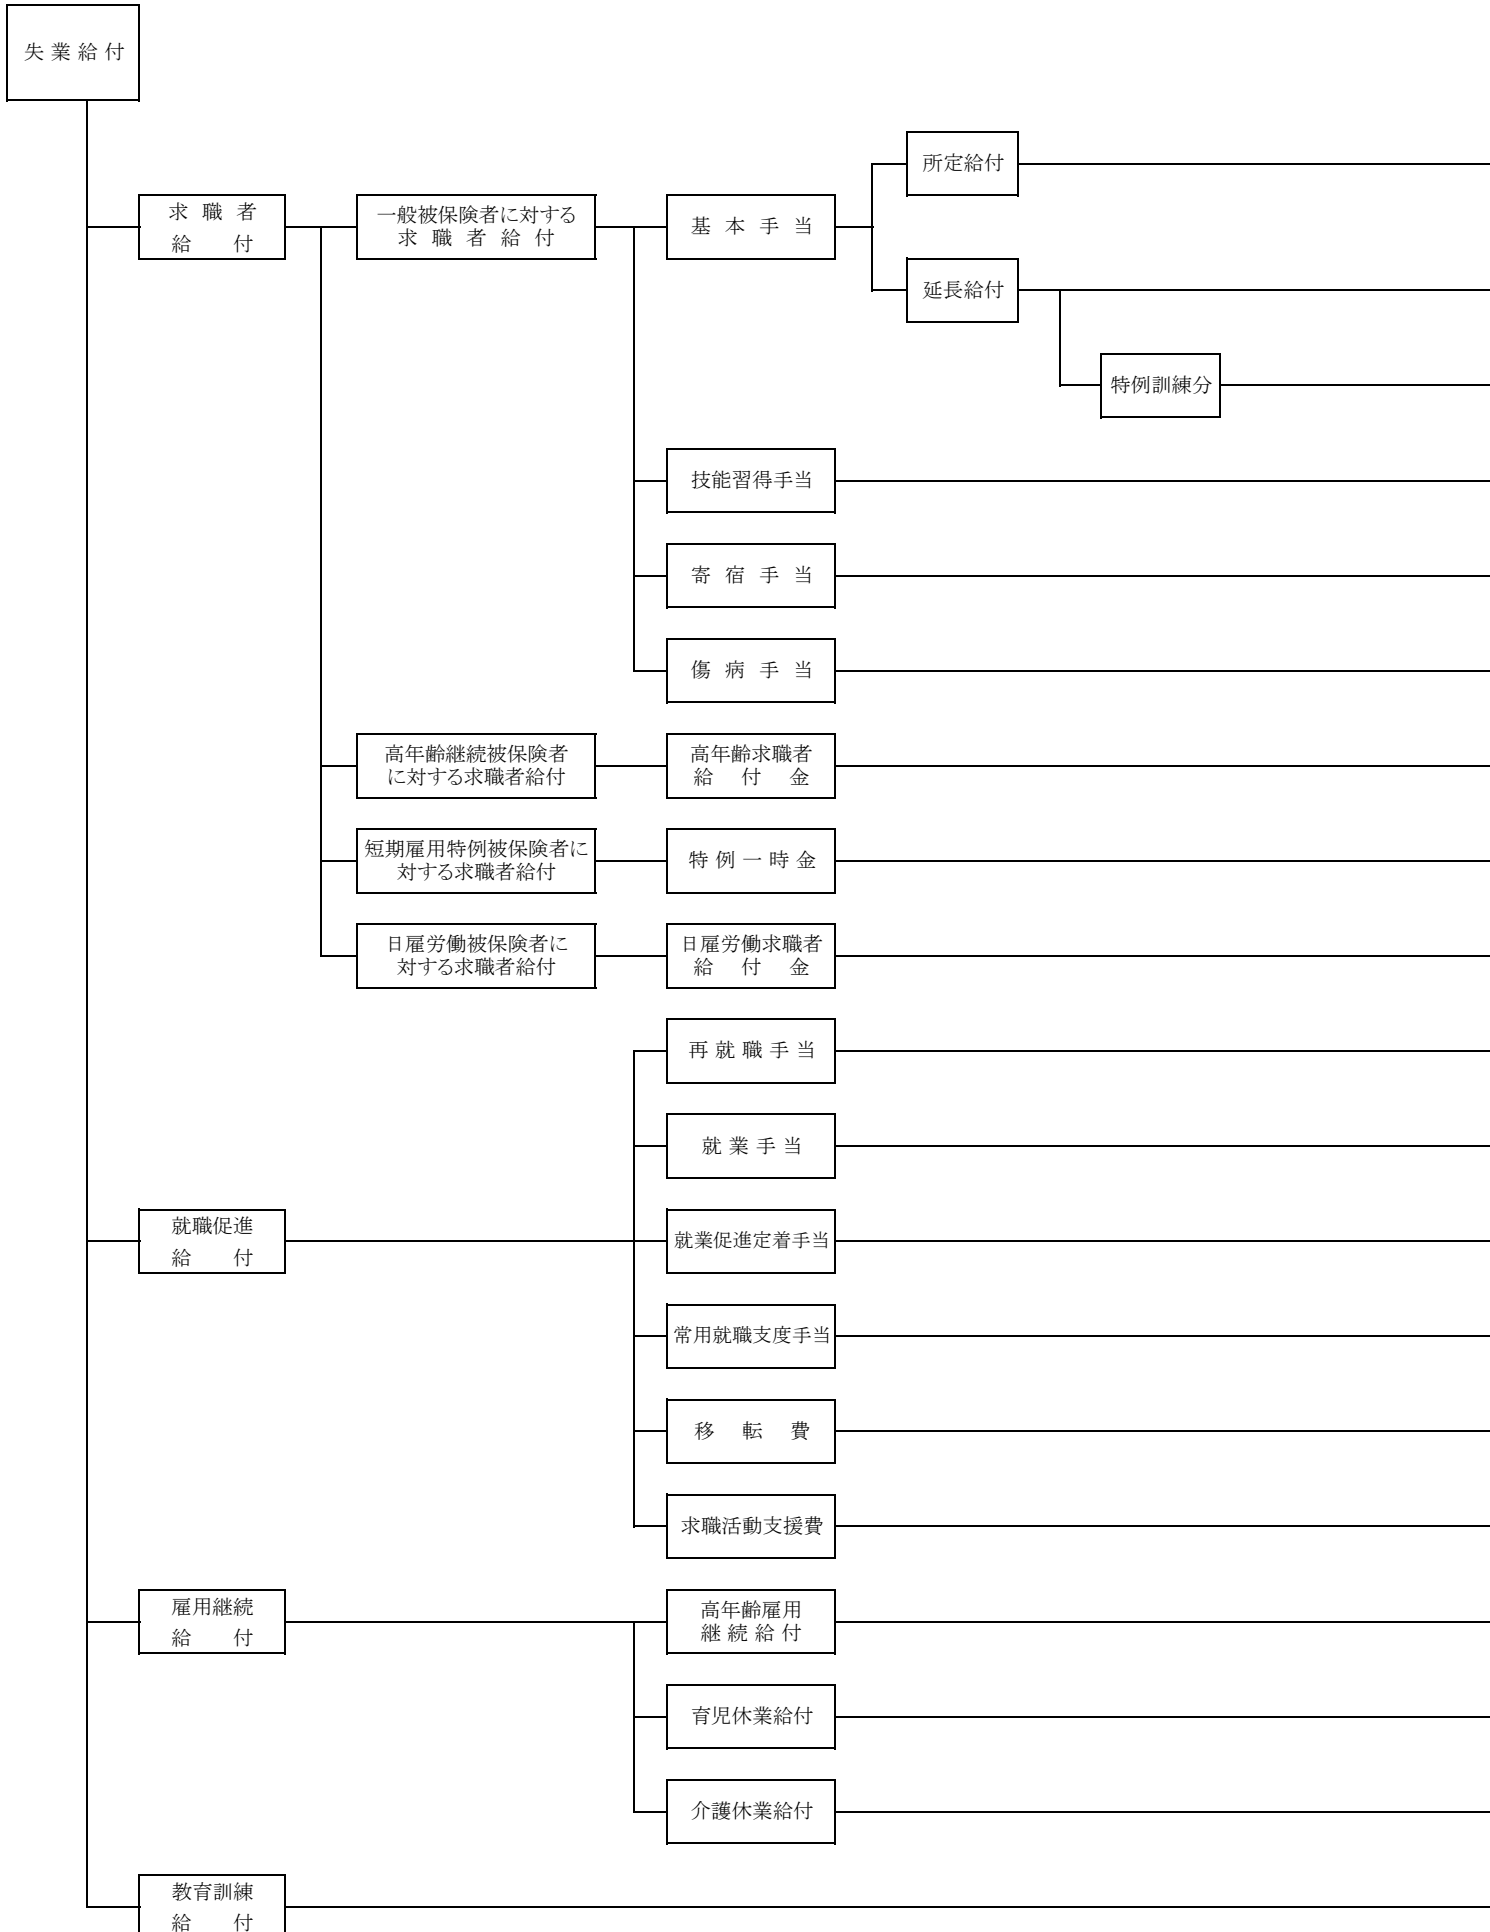 失業給付
所定給付
求職者
給付
一般被保険者に対する
求職者給付
基本手当
延長給付
特例訓練分
技能習得手当
寄宿手当
傷病手当
高年齢継続被保険者
に対する求職者給付
高年齢求職者
給付金
短期雇用特例被保険者に
対する求職者給付
特例一時金
日雇労働被保険者に
対する求職者給付
日雇労働求職者
給付金
再就職手当
就業手当
就職促進
給付
就業促進定着手当
常用就職支度手当
移転費
求職活動支援費
雇用継続
給付
高年齢雇用
継続給付
育児休業給付
介護休業給付
教育訓練
給付